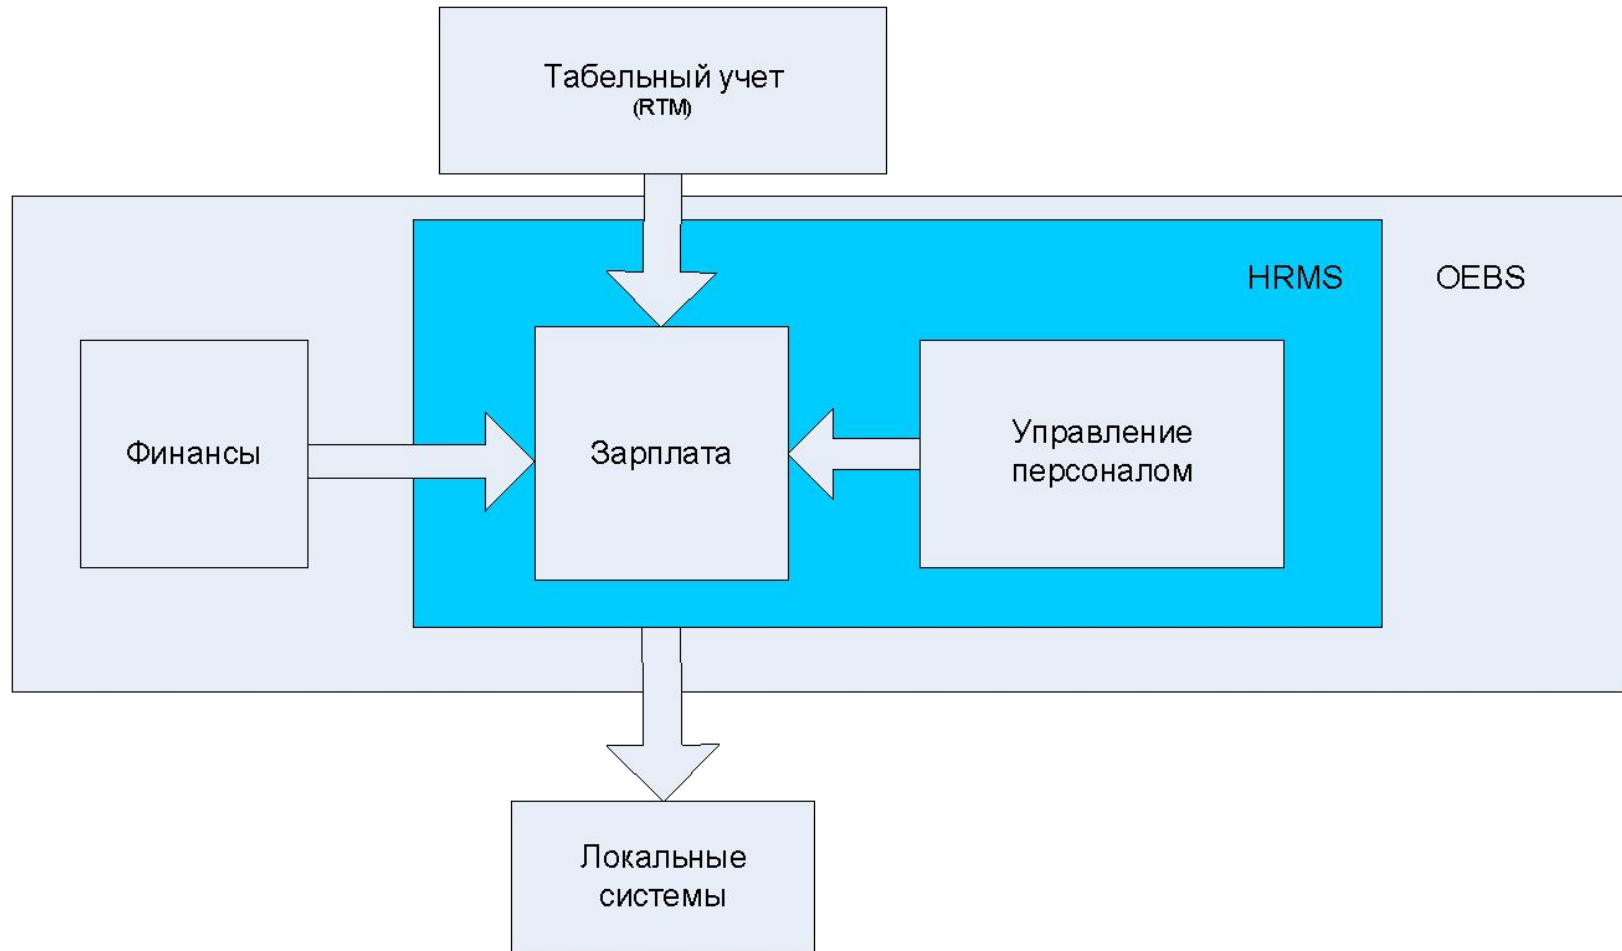 Табельный учет
(RTM)
HRMS
OEBS
Финансы
Зарплата
Управление
персоналом
Локальные
системы